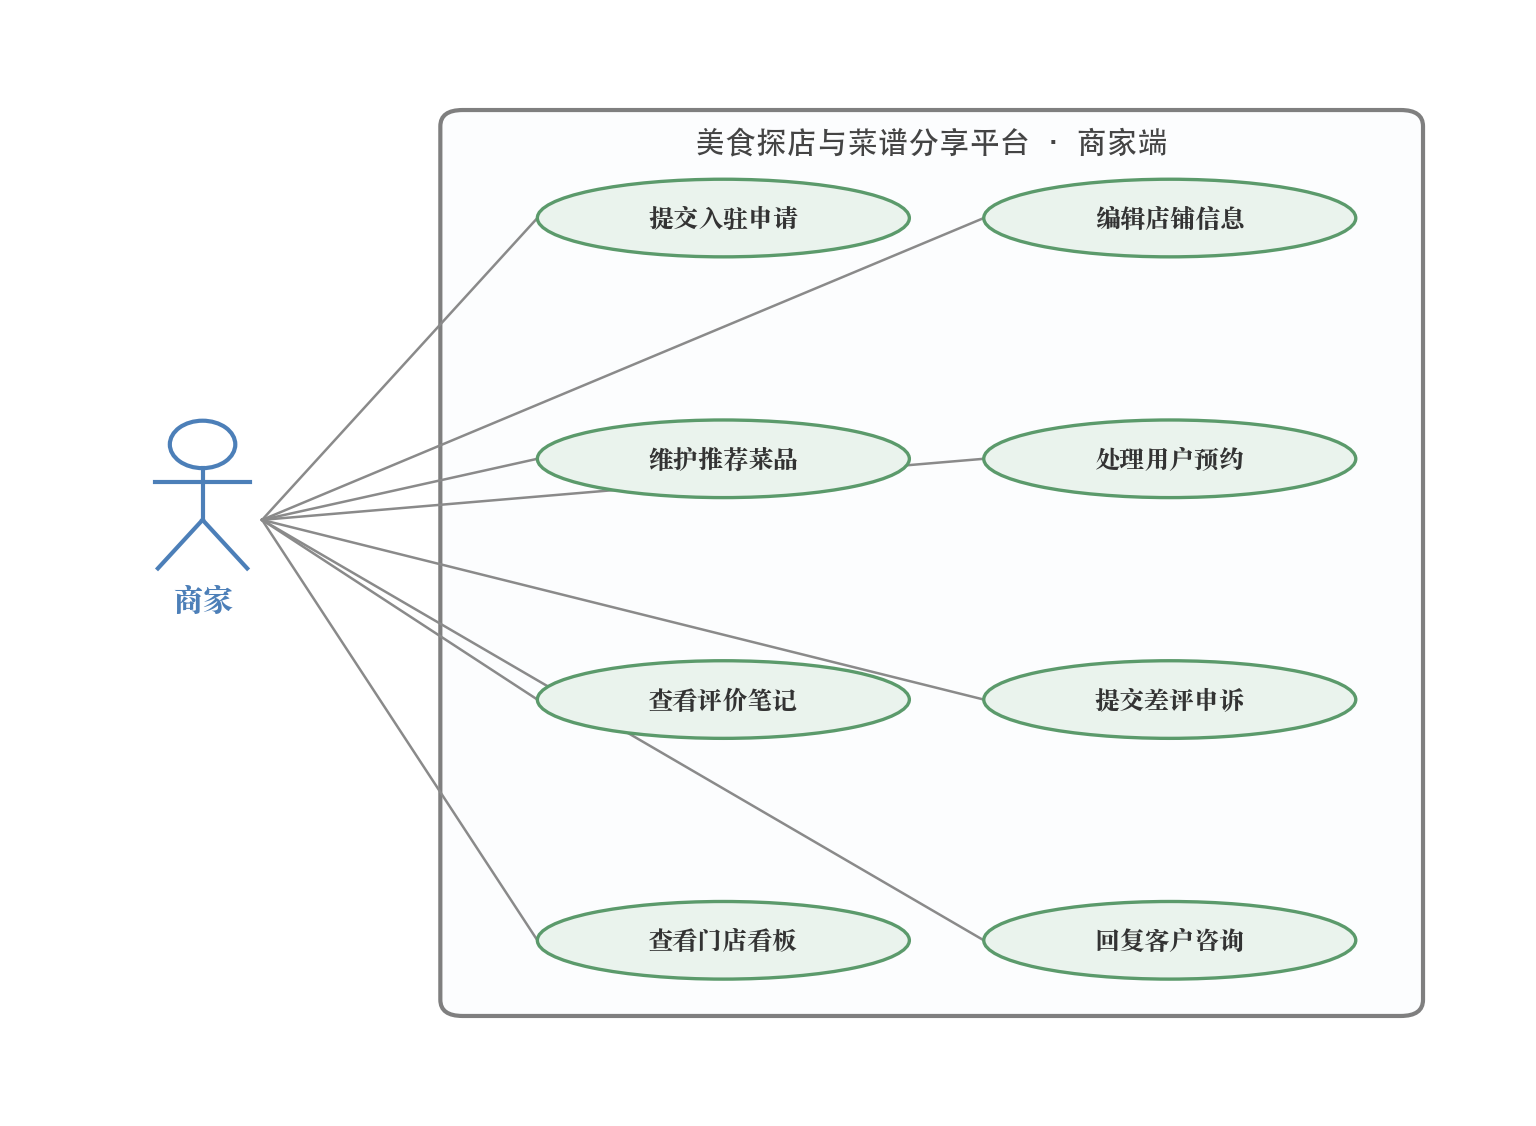 美食探店与菜谱分享平台 · 商家端
提交入驻申请
编辑店铺信息
维护推荐菜品
处理用户预约
商家
查看评价笔记
提交差评申诉
查看门店看板
回复客户咨询